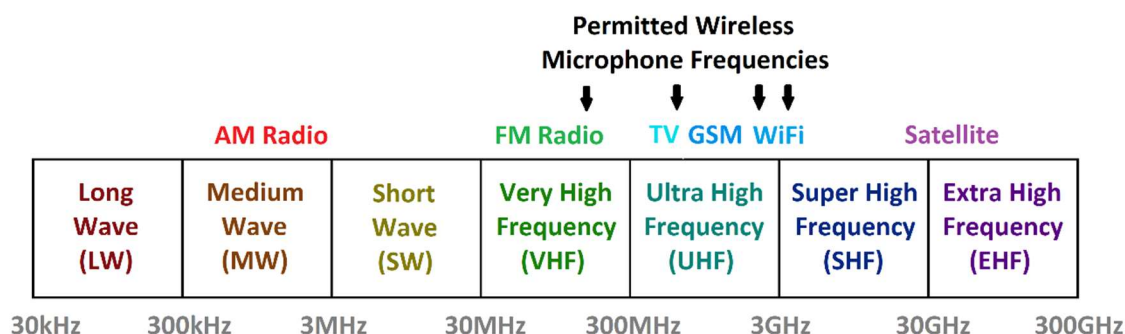 Permitted Wireless
Microphone Frequencies
AM Radio FM Radio TV GSM WiFi Satellite
Long Medium Short Very High Ultra High Super High Extra High
Wave Wave Wave Frequency Frequency Frequency Frequency
(LW) (MW) (SW) (VHF) (UHF) (SHF) (EHF)
30kHz 300kHz 3MHz 30MHz 300MHz 3GHz 30GHz 300GHz